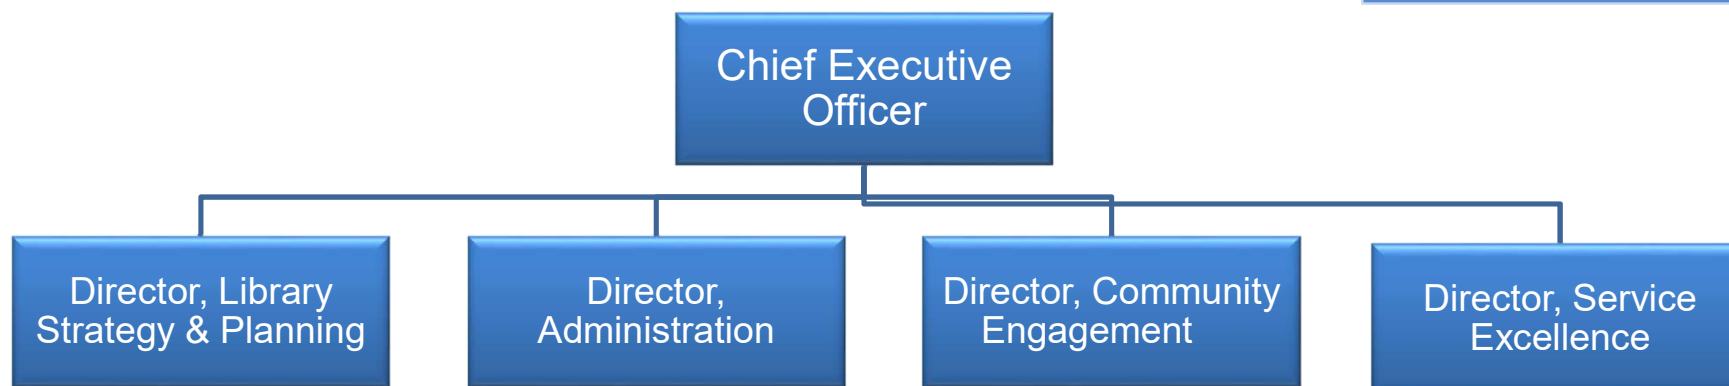 Chief Executive
Officer
Director, Library
Strategy & Planning
Director,
Administration
Director, Community
Engagement
Director, Service
Excellence